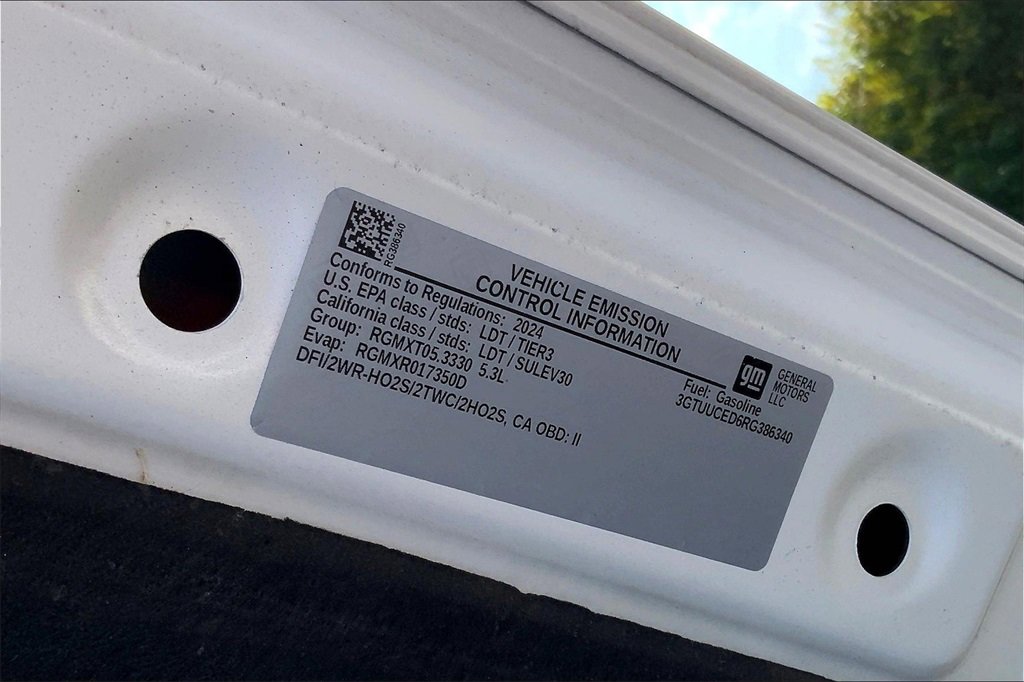 RG386340
VEHICLE EMISSION
CONTROL INFORMATION
Conforms to Regulations: 2024
U.S. EPA class / stds: LDT / TIER3
California class / stds: LDT / SULEV30
Group: RGMXT05.3330 5.3L
Evap: RGMXR017350D
DFI/2WR-HO2S/2TWC/2HO2S, CA OBD: II
gm
GENERAL
MOTORS
LLC
Fuel: Gasoline
3GTUUCED6RG386340